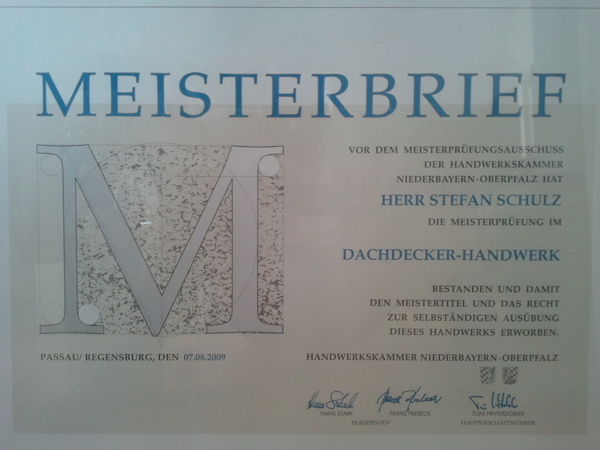 MEISTERBRIEF
M
VOR DEM MEISTERPRÜFUNGSAUSSCHUSS
DER HANDWERKSKAMMER
NIEDERBAYERN-OBERPFALZ HAT
HERR STEFAN SCHULZ
DIE MEISTERPRÜFUNG IM
DACHDECKER-HANDWERK
BESTANDEN UND DAMIT
DEN MEISTERTITEL UND DAS RECHT
ZUR SELBSTÄNDIGEN AUSÜBUNG
DIESES HANDWERKS ERWORBEN.
PASSAU/ REGENSBURG, DEN 07.08.2009
HANDWERKSKAMMER NIEDERBAYERN-OBERPFALZ
HANS STARK FRANZ PREBECK TONI HINTERDOBLER
PRÄSIDENTEN HAUPTGESCHÄFTSFÜHRER